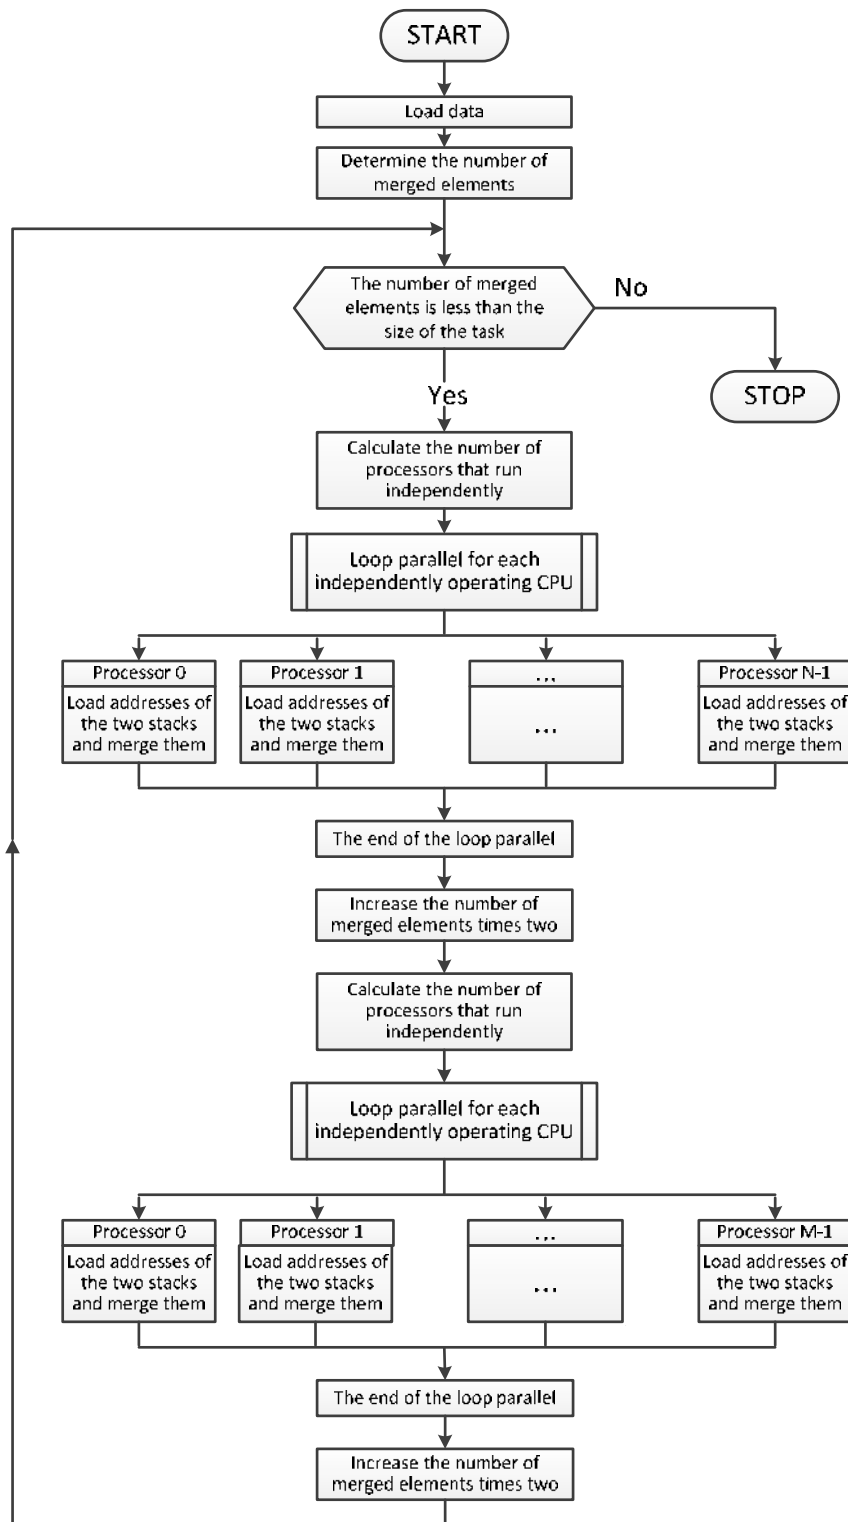 START
Load data
Determine the number of
merged elements
The number of merged
elements is less than the
size of the task
No
STOP
Yes
Calculate the number of
processors that run
independently
Loop parallel for each
independently operating CPU
Processor 0
Load addresses of
the two stacks
and merge them
Processor 1
Load addresses of
the two stacks
and merge them
...
...
Processor N-1
Load addresses of
the two stacks
and merge them
The end of the loop parallel
Increase the number of
merged elements times two
Calculate the number of
processors that run
independently
Loop parallel for each
independently operating CPU
Processor 0
Load addresses of
the two stacks
and merge them
Processor 1
Load addresses of
the two stacks
and merge them
...
...
Processor M-1
Load addresses of
the two stacks
and merge them
The end of the loop parallel
Increase the number of
merged elements times two